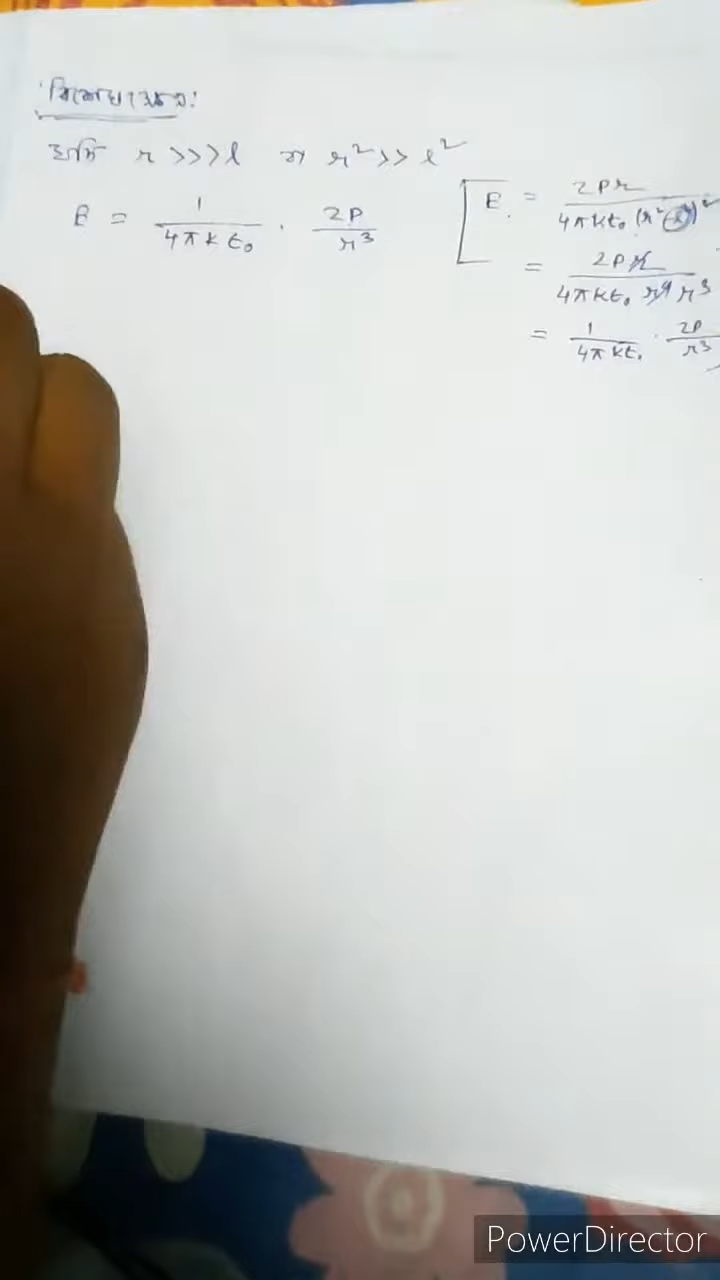 যদি r >>> l বা r² >> l²
E = 1/4πkε₀ · 2P/r³
[E = 2Pr/4πkε₀(r²-l²)²
= 2Pr/4πkε₀ r⁴ r³
= 1/4πkε₀ · 2P/r³
PowerDirector